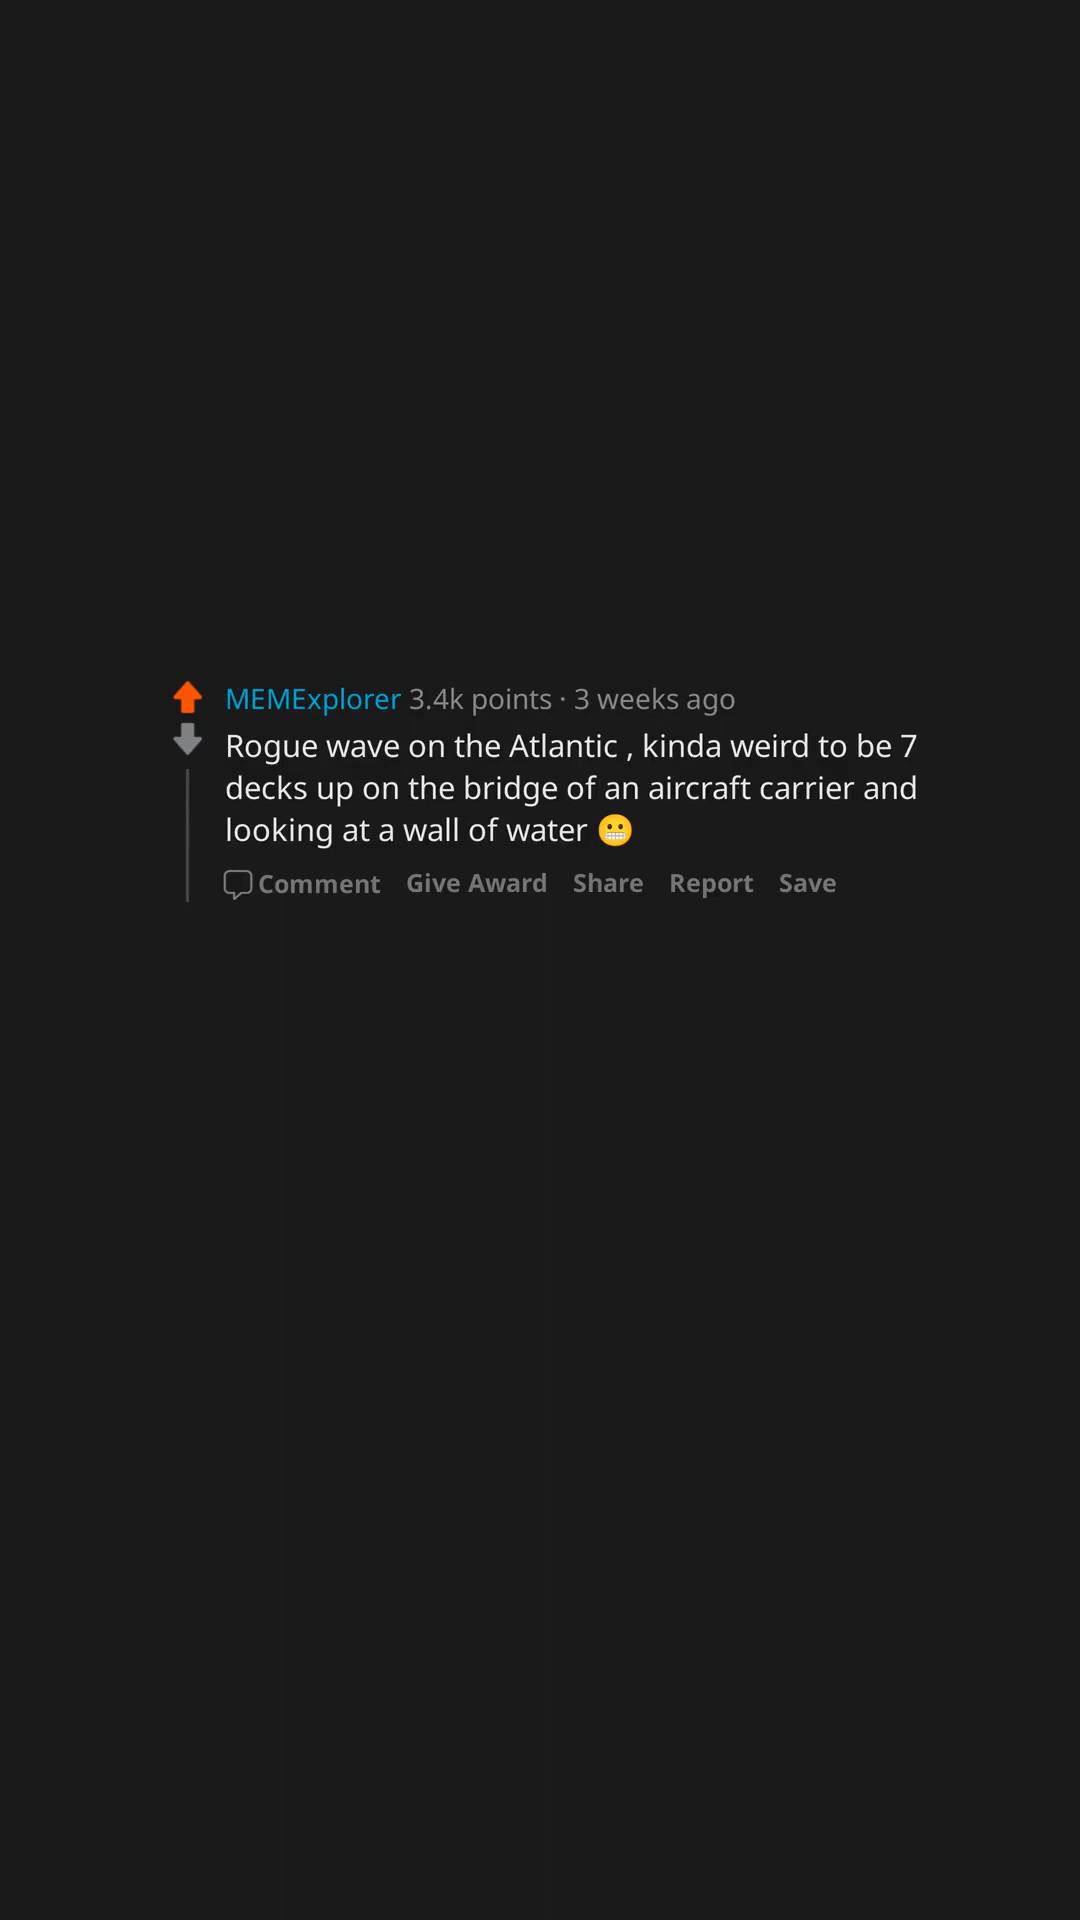 MEMExplorer 3.4k points · 3 weeks ago
Rogue wave on the Atlantic , kinda weird to be 7
decks up on the bridge of an aircraft carrier and
looking at a wall of water 😬
Comment Give Award Share Report Save